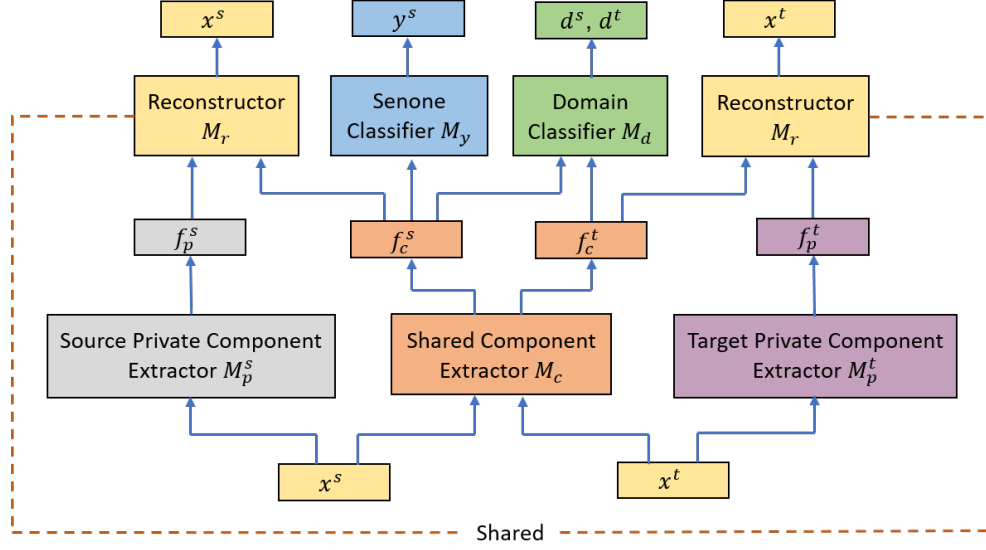 x^s
y^s
d^s, d^t
x^t
Reconstructor
M_r
Senone
Classifier M_y
Domain
Classifier M_d
Reconstructor
M_r
f_p^s
f_c^s
f_c^t
f_p^t
Source Private Component
Extractor M_p^s
Shared Component
Extractor M_c
Target Private Component
Extractor M_p^t
x^s
x^t
Shared